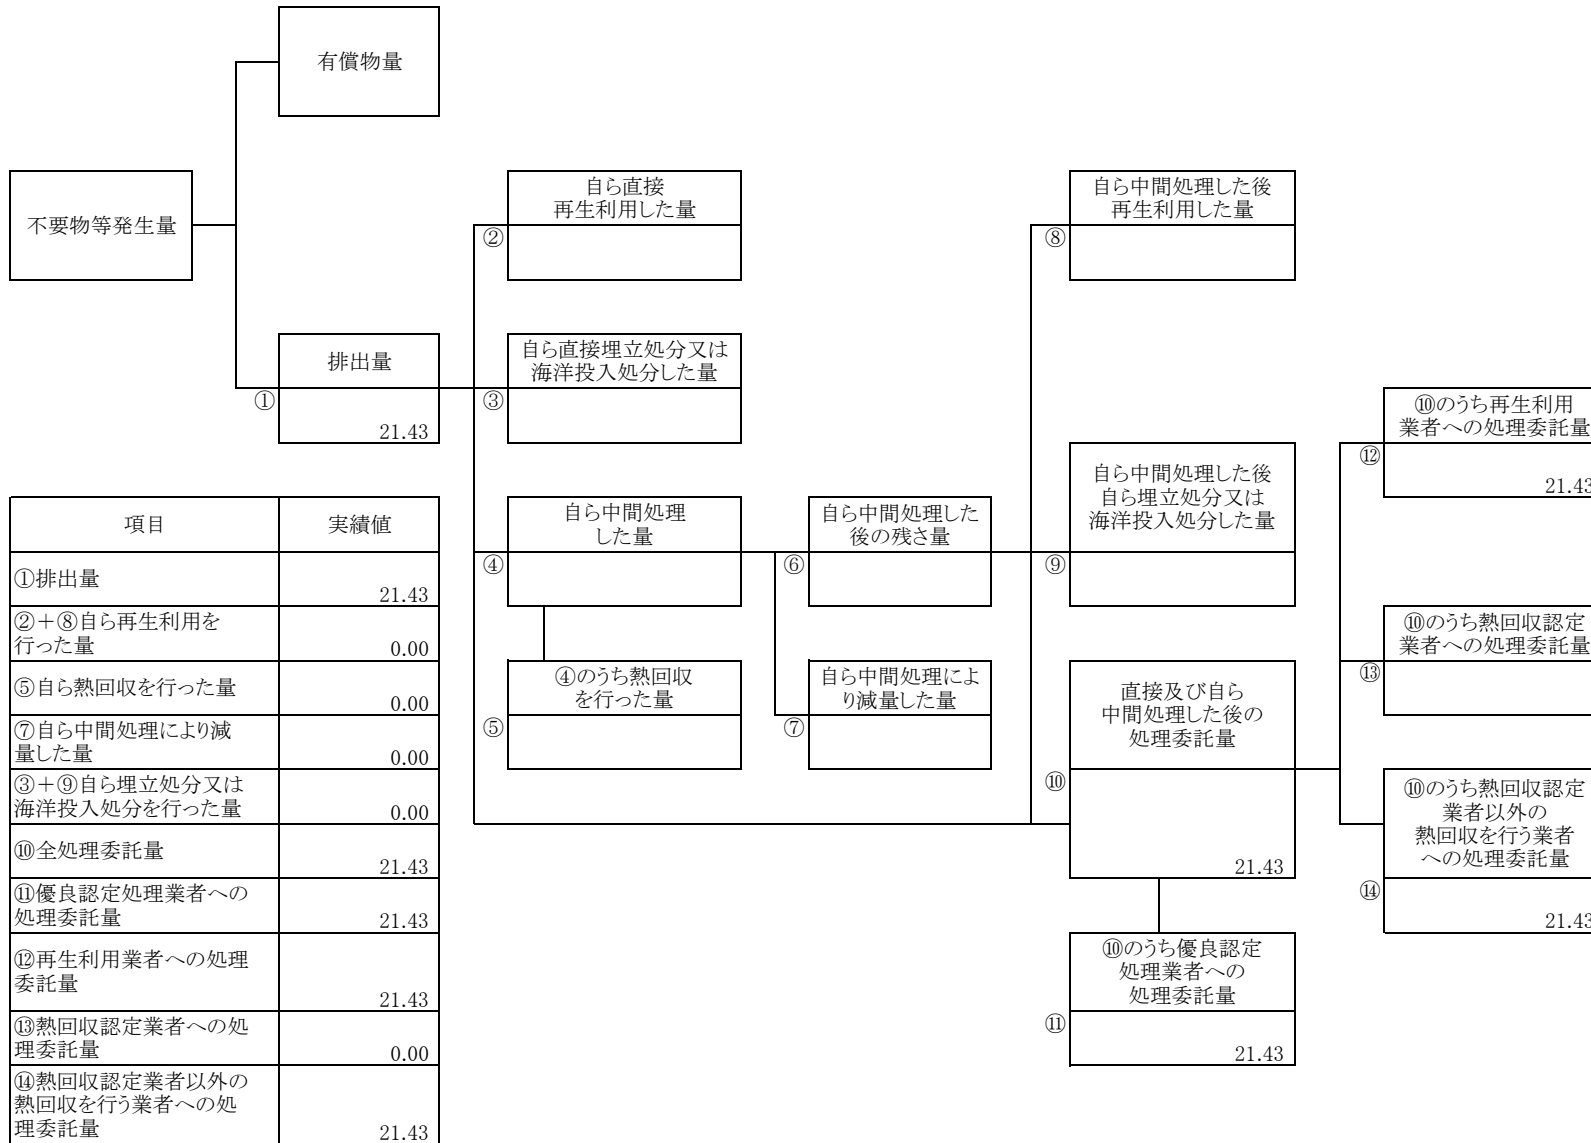 有償物量
不要物等発生量
排出量
①
21.43
自ら直接
再生利用した量
②
自ら直接埋立処分又は
海洋投入処分した量
③
自ら中間処理
した量
④
④のうち熱回収
を行った量
⑤
自ら中間処理した
後の残さ量
⑥
自ら中間処理によ
り減量した量
⑦
自ら中間処理した後
再生利用した量
⑧
自ら中間処理した後
自ら埋立処分又は
海洋投入処分した量
⑨
直接及び自ら
中間処理した後の
処理委託量
⑩
21.43
⑩のうち優良認定
処理業者への
処理委託量
⑪
21.43
⑩のうち再生利用
業者への処理委託量
⑫
21.43
⑩のうち熱回収認定
業者への処理委託量
⑬
⑩のうち熱回収認定
業者以外の
熱回収を行う業者
への処理委託量
⑭
21.43
項目 実績値
①排出量 21.43
②+⑧自ら再生利用を
行った量 0.00
⑤自ら熱回収を行った量 0.00
⑦自ら中間処理により減
量した量 0.00
③+⑨自ら埋立処分又は
海洋投入処分を行った量 0.00
⑩全処理委託量 21.43
⑪優良認定処理業者への
処理委託量 21.43
⑫再生利用業者への処理
委託量 21.43
⑬熱回収認定業者への処
理委託量 0.00
⑭熱回収認定業者以外の
熱回収を行う業者への処
理委託量 21.43